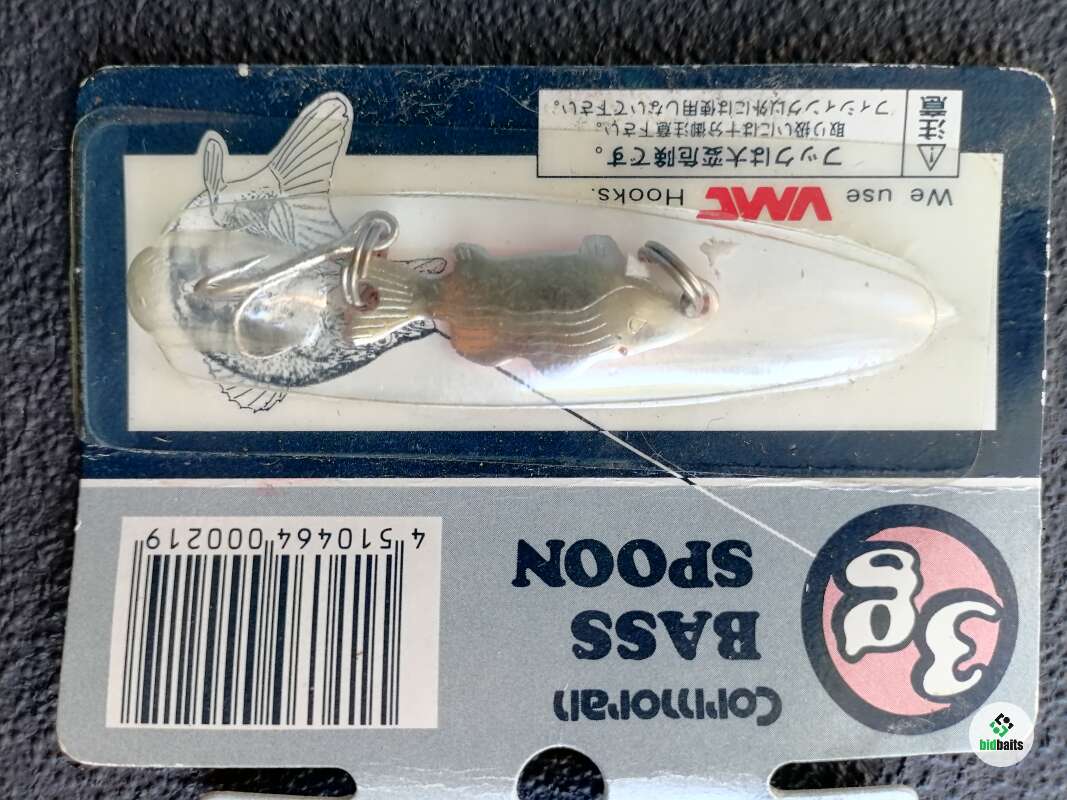 Cormoran
BASS
SPOON
3g
4 510464 000219
We use VMC Hooks.
注意
フックは大変危険です。
取り扱いには十分御注意下さい。
フィシィング以外には使用しないで下さい。
bidbaits